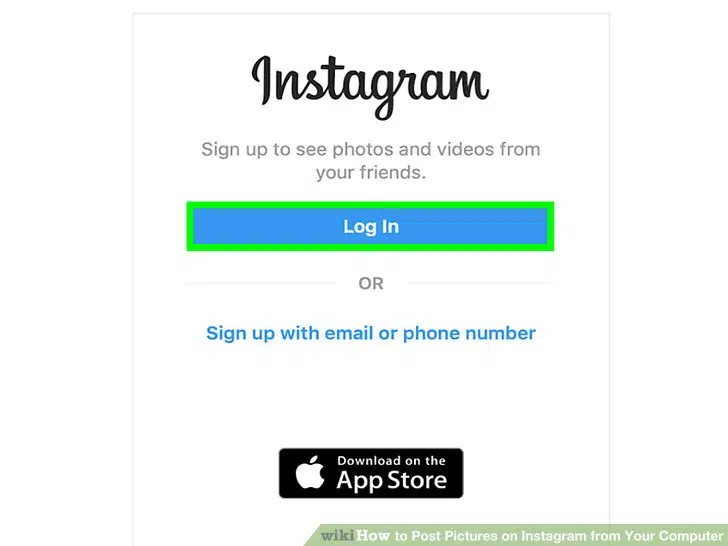 Instagram
Sign up to see photos and videos from
your friends.
Log In
OR
Sign up with email or phone number
Download on the
App Store
wikiHow to Post Pictures on Instagram from Your Computer